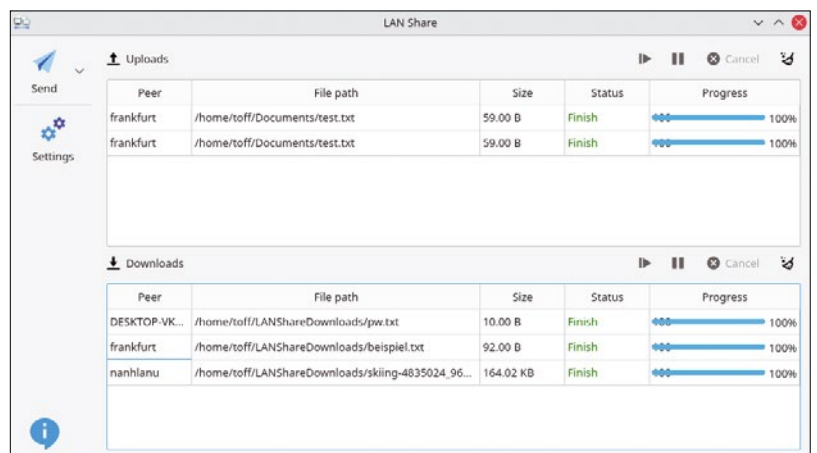 LAN Share
Send
Settings
Uploads
Cancel
Peer File path Size Status Progress
frankfurt /home/toff/Documents/test.txt 59.00 B Finish 100%
frankfurt /home/toff/Documents/test.txt 59.00 B Finish 100%
Downloads
Cancel
Peer File path Size Status Progress
DESKTOP-VK... /home/toff/LANShareDownloads/pw.txt 10.00 B Finish 100%
frankfurt /home/toff/LANShareDownloads/beispiel.txt 92.00 B Finish 100%
nanhlanu /home/toff/LANShareDownloads/skiing-4835024_96... 164.02 KB Finish 100%